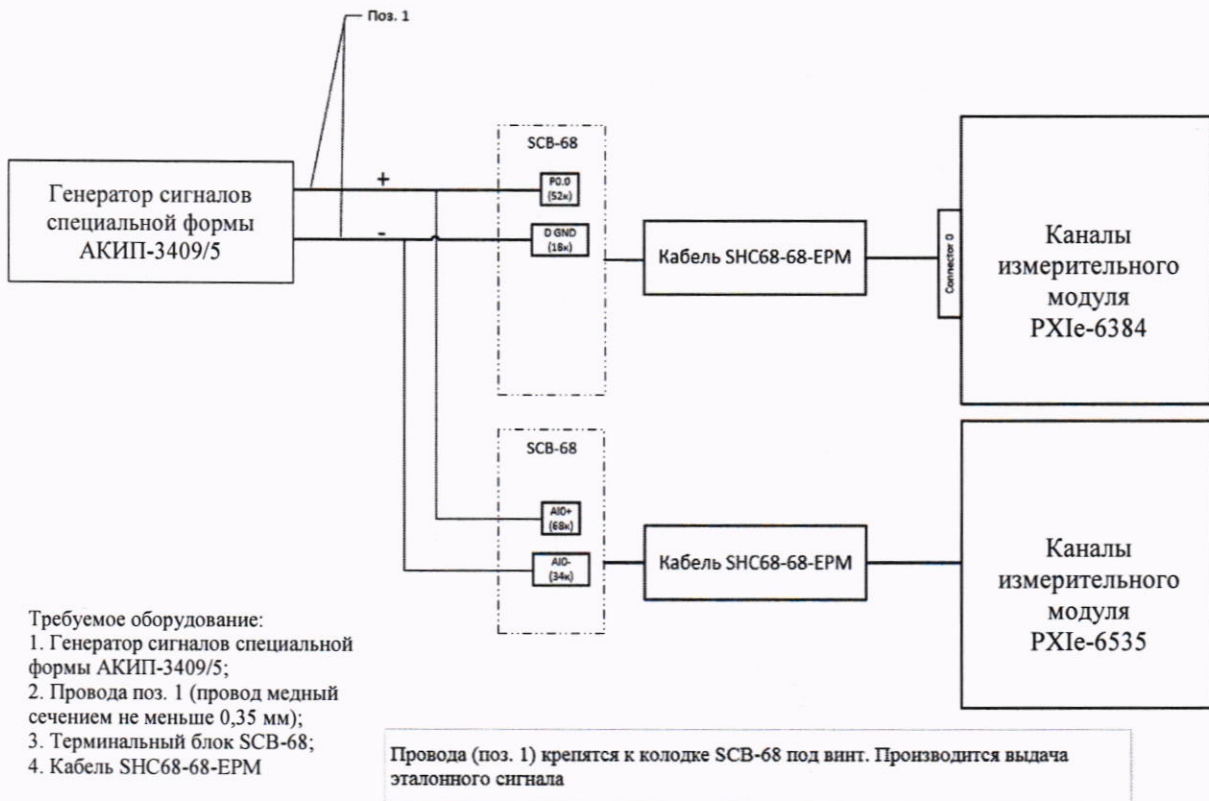 Поз. 1
Генератор сигналов
специальной формы
АКИП-3409/5
+
-
SCB-68
P0.0
(52к)
D GND
(18к)
Кабель SHC68-68-EPM
Connector 0
Каналы
измерительного
модуля
PXIe-6384
SCB-68
AI0+
(68к)
AI0-
(34к)
Кабель SHC68-68-EPM
Каналы
измерительного
модуля
PXIe-6535
Требуемое оборудование:
1. Генератор сигналов специальной
формы АКИП-3409/5;
2. Провода поз. 1 (провод медный
сечением не меньше 0,35 мм);
3. Терминальный блок SCB-68;
4. Кабель SHC68-68-EPM
Провода (поз. 1) крепятся к колодке SCB-68 под винт. Производится выдача
эталонного сигнала